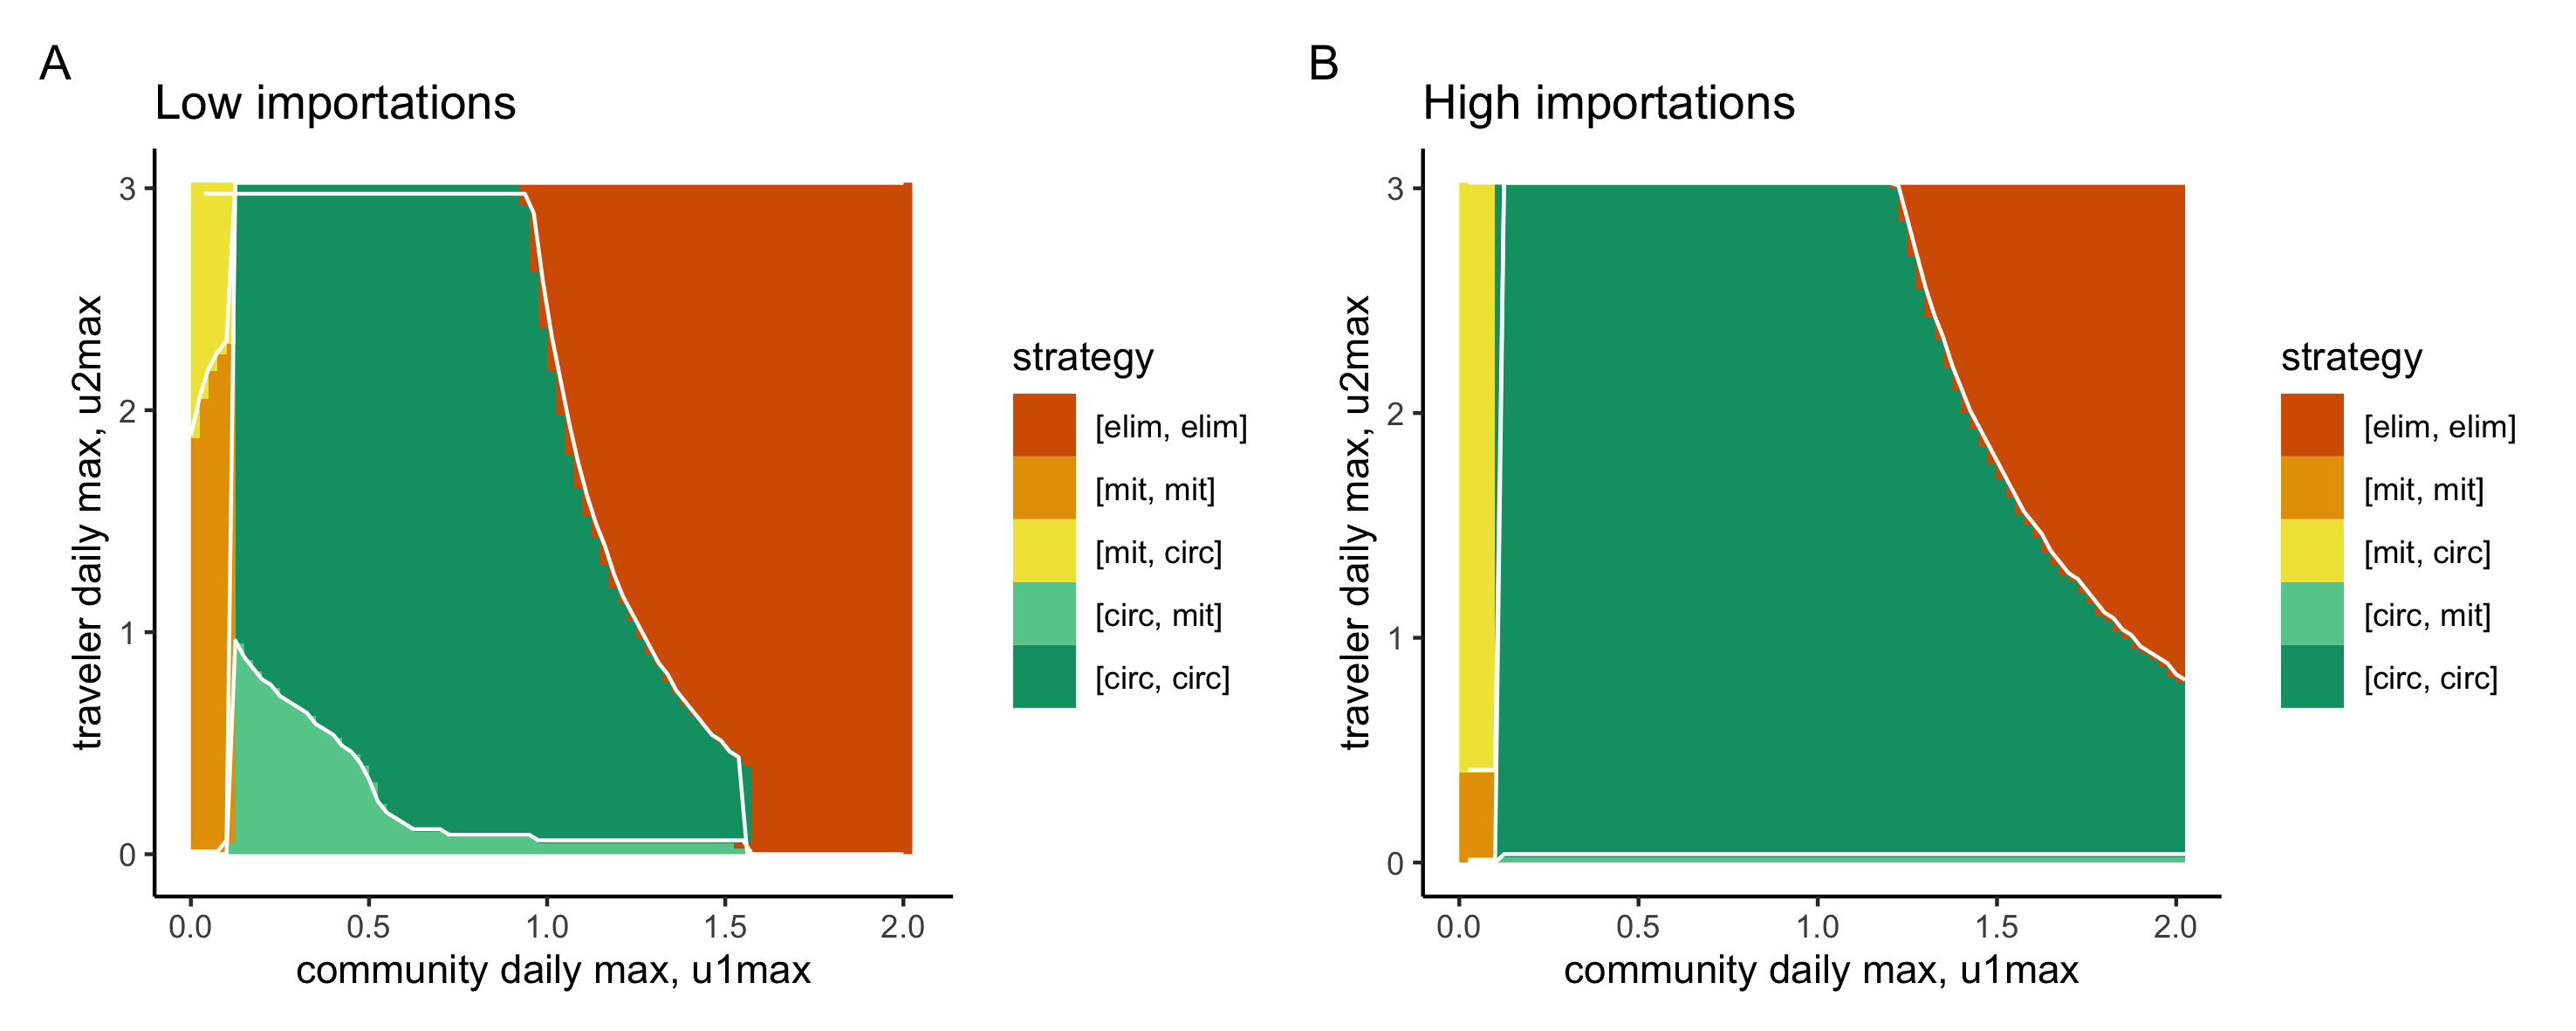 A
Low importations
3
2
1
0
traveler daily max, u2max
0.0 0.5 1.0 1.5 2.0
community daily max, u1max
strategy
[elim, elim]
[mit, mit]
[mit, circ]
[circ, mit]
[circ, circ]
B
High importations
3
2
1
0
traveler daily max, u2max
0.0 0.5 1.0 1.5 2.0
community daily max, u1max
strategy
[elim, elim]
[mit, mit]
[mit, circ]
[circ, mit]
[circ, circ]